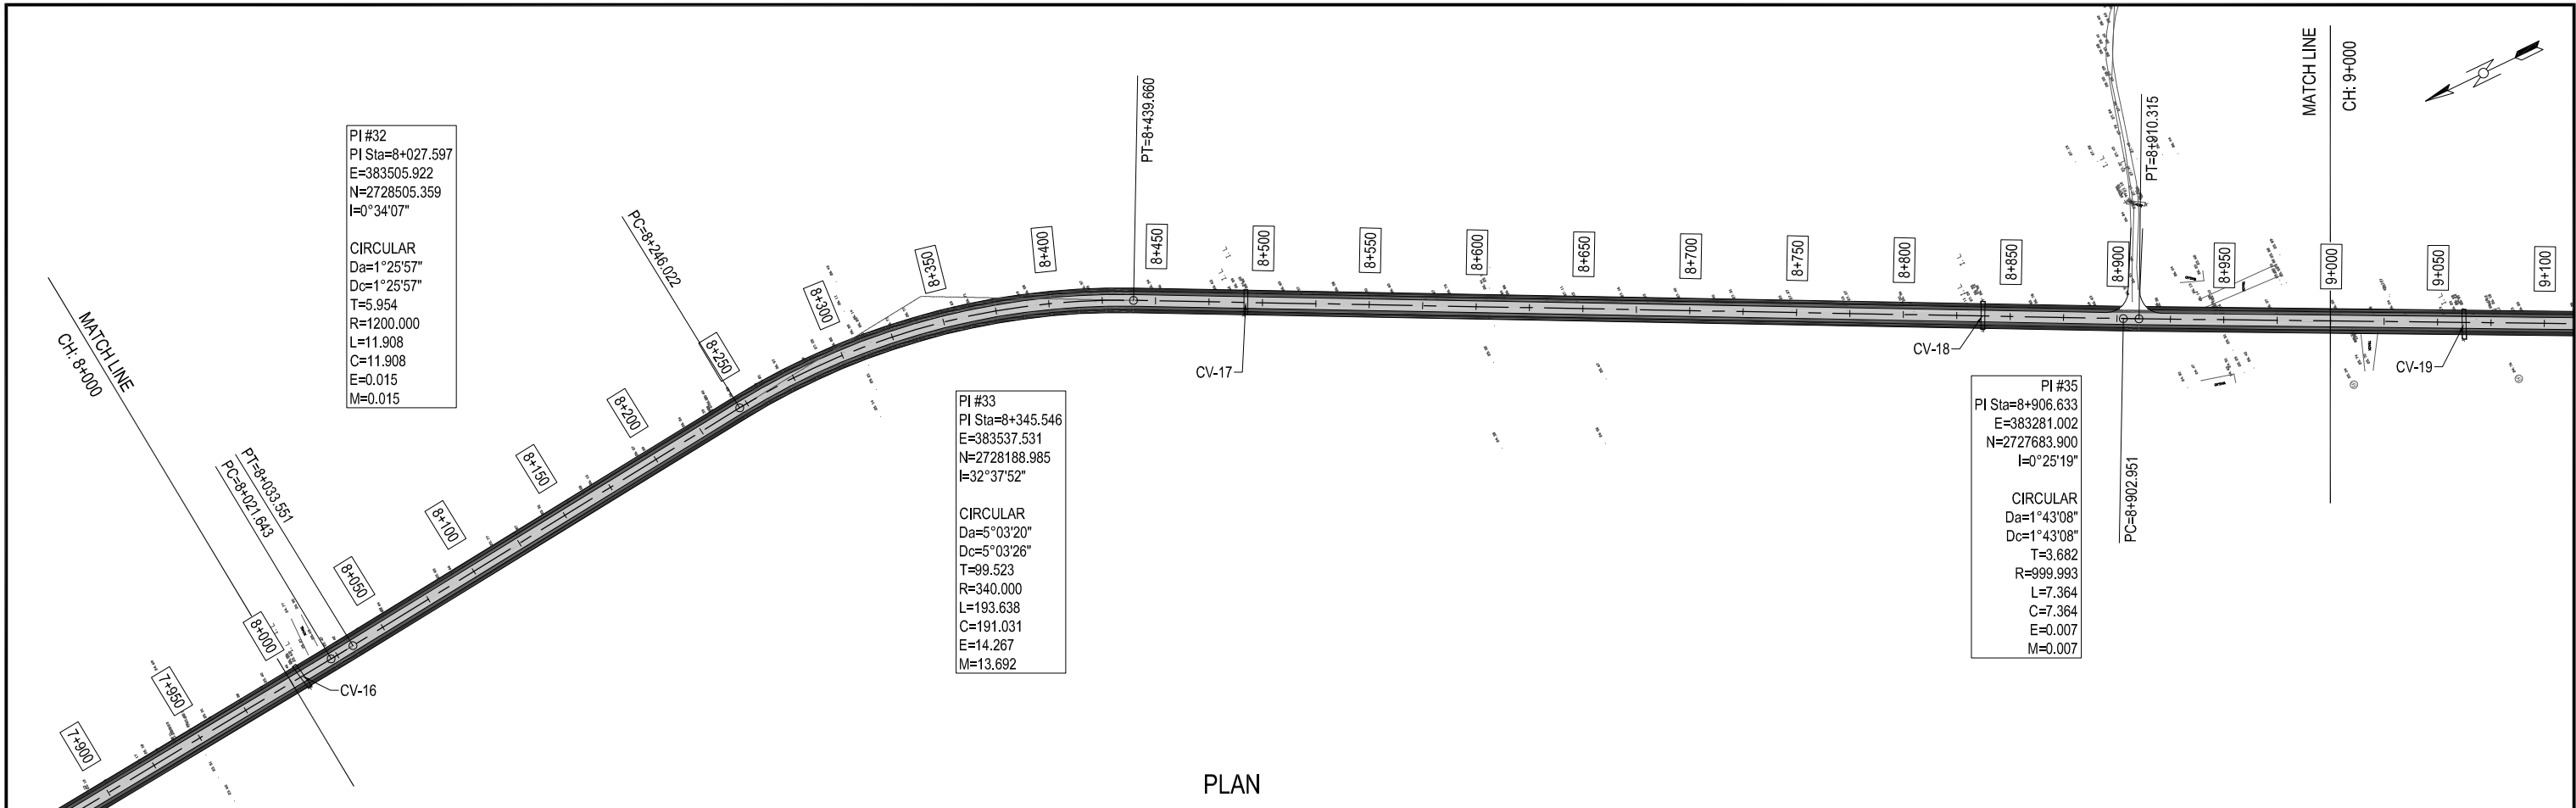 PI #32
PI Sta=8+027.597
E=383505.922
N=2728505.359
I=0°34'07"
CIRCULAR
Da=1°25'57"
Dc=1°25'57"
T=5.954
R=1200.000
L=11.908
C=11.908
E=0.015
M=0.015
MATCH LINE
CH: 8+000
PT=8+033.551
PC=8+021.643
PC=8+246.022
PT=8+439.660
PT=8+910.315
MATCH LINE
CH: 9+000
7+900
7+950
8+000
8+050
8+100
8+150
8+200
8+250
8+300
8+350
8+400
8+450
8+500
8+550
8+600
8+650
8+700
8+750
8+800
8+850
8+900
8+950
9+000
9+050
9+100
CV-16
CV-17
CV-18
CV-19
PI #33
PI Sta=8+345.546
E=383537.531
N=2728188.985
I=32°37'52"
CIRCULAR
Da=5°03'20"
Dc=5°03'26"
T=99.523
R=340.000
L=193.638
C=191.031
E=14.267
M=13.692
PI #35
PI Sta=8+906.633
E=383281.002
N=2727683.900
I=0°25'19"
CIRCULAR
Da=1°43'08"
Dc=1°43'08"
T=3.682
R=999.993
L=7.364
C=7.364
E=0.007
M=0.007
PC=8+902.951
PLAN